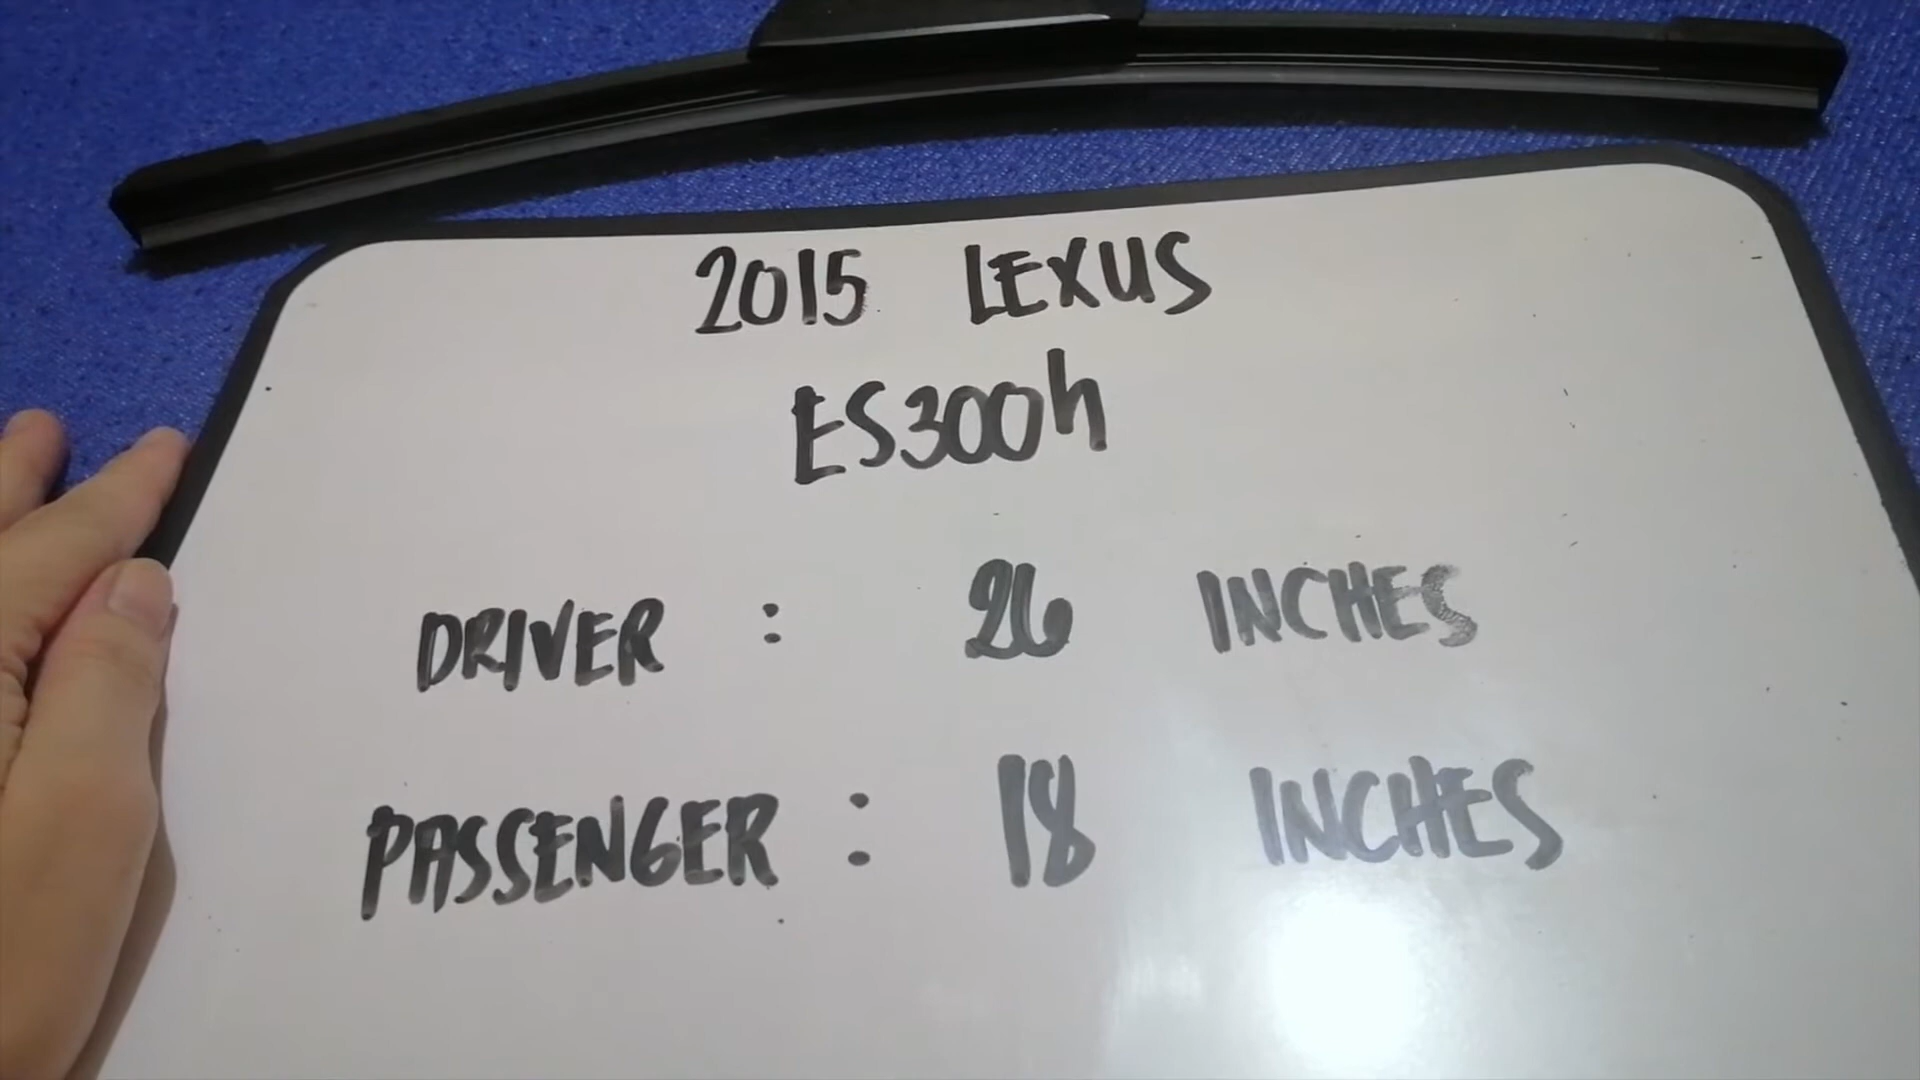 2015 LEXUS
ES300h
DRIVER : 26 INCHES
PASSENGER : 18 INCHES